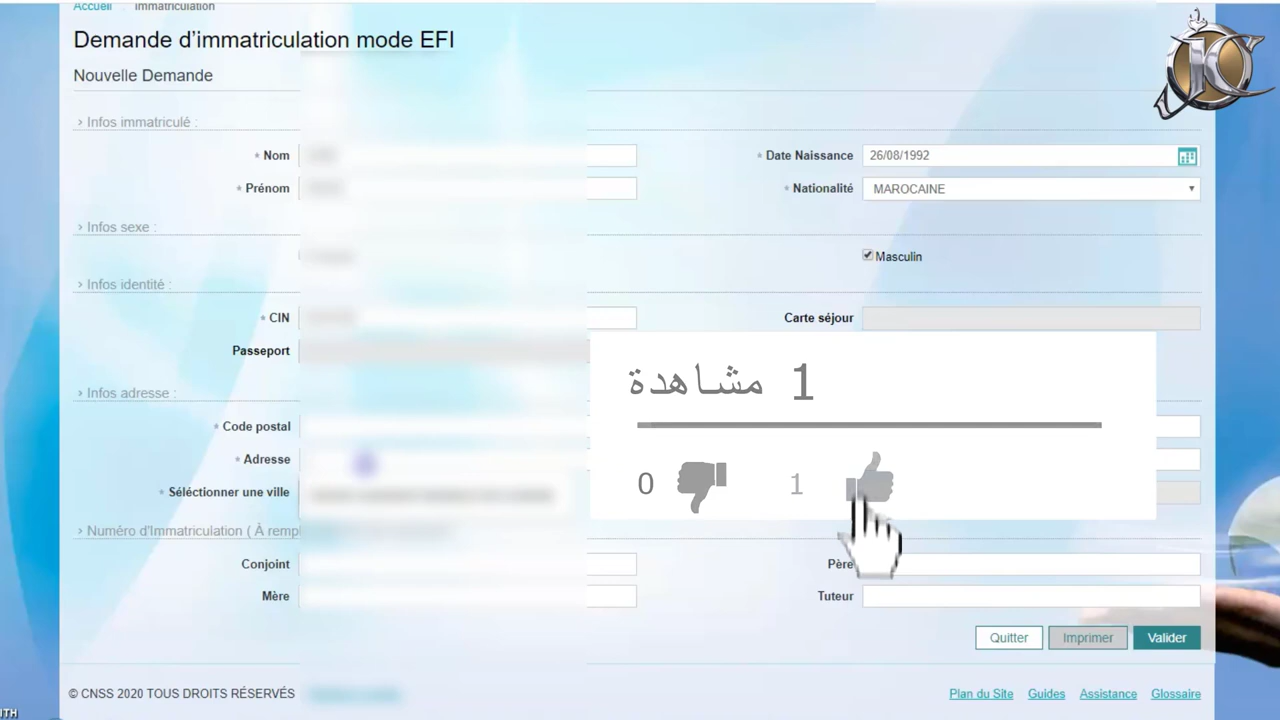 Accueil immatriculation
Demande d'immatriculation mode EFI
Nouvelle Demande
› Infos immatriculé :
* Nom
* Date Naissance 26/08/1992
* Prénom
* Nationalité MAROCAINE
› Infos sexe :
Masculin
› Infos identité :
* CIN
Carte séjour
Passeport
1 مشاهدة
› Infos adresse :
* Code postal
* Adresse
0 1
* Séléctionner une ville
› Numéro d'Immatriculation ( À rempl
Conjoint
Père
Mère
Tuteur
Quitter Imprimer Valider
© CNSS 2020 TOUS DROITS RÉSERVÉS
Plan du Site Guides Assistance Glossaire
ITH